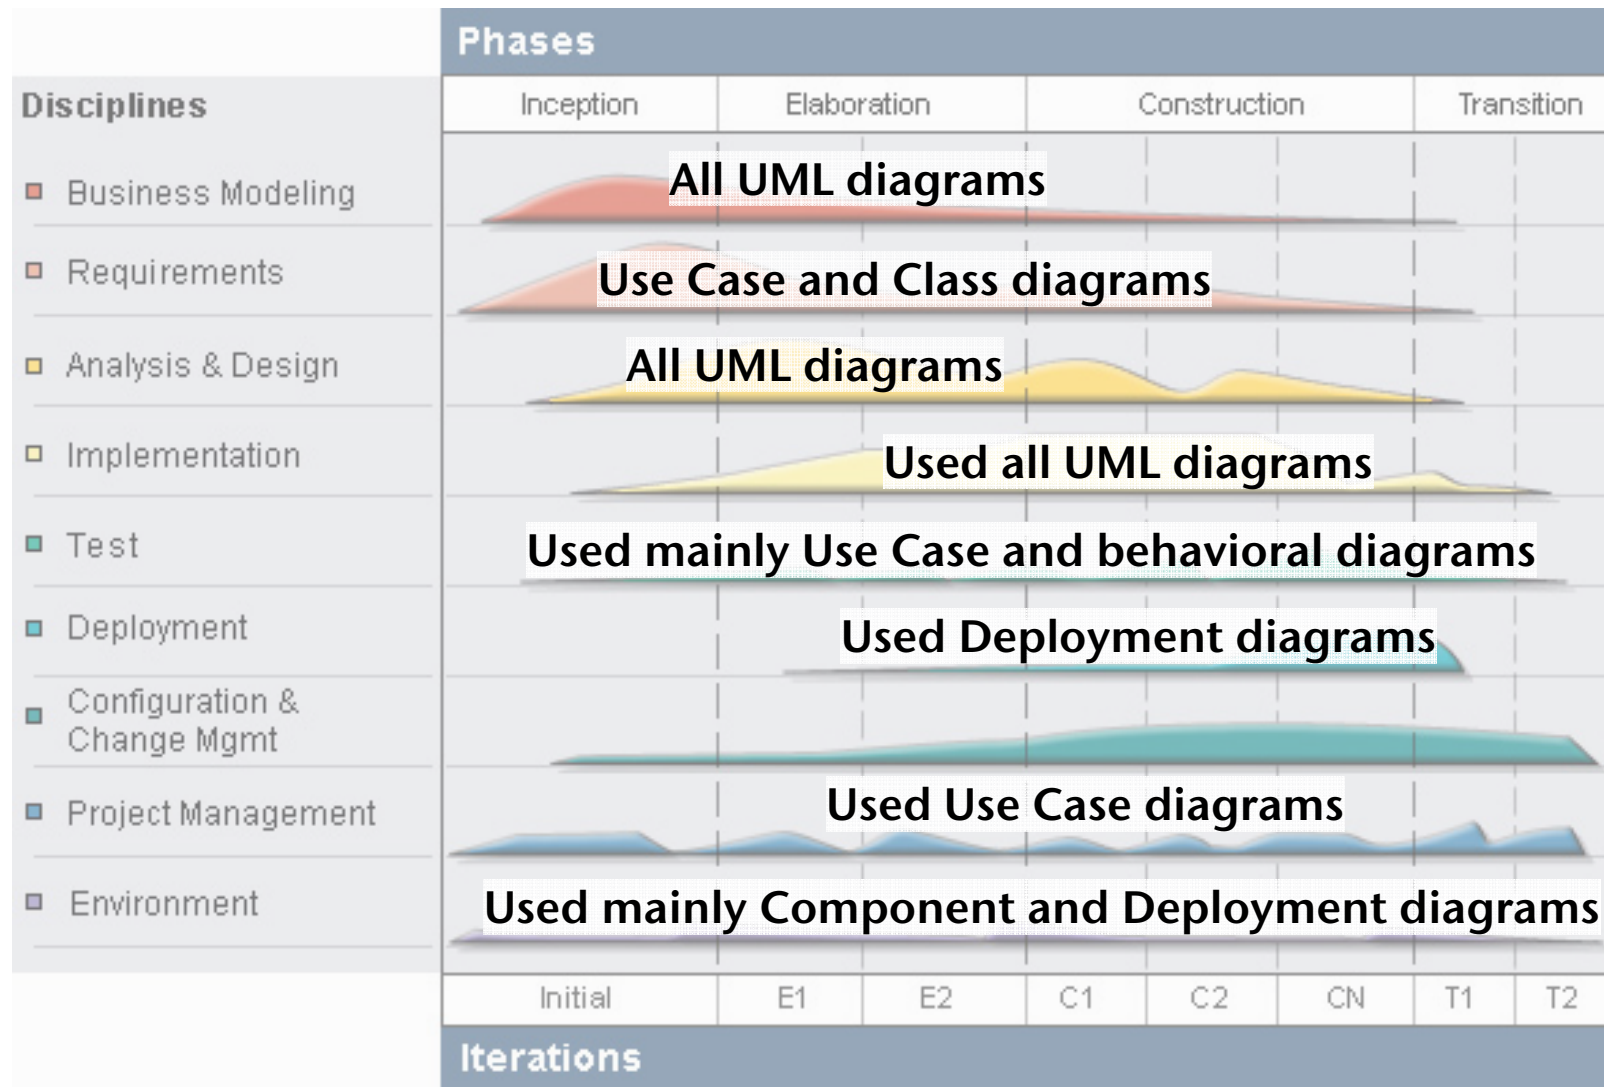 Phases
Disciplines
Inception
Elaboration
Construction
Transition
Business Modeling
All UML diagrams
Requirements
Use Case and Class diagrams
Analysis & Design
All UML diagrams
Implementation
Used all UML diagrams
Test
Used mainly Use Case and behavioral diagrams
Deployment
Used Deployment diagrams
Configuration &
Change Mgmt
Project Management
Used Use Case diagrams
Environment
Used mainly Component and Deployment diagrams
Initial
E1
E2
C1
C2
CN
T1
T2
Iterations